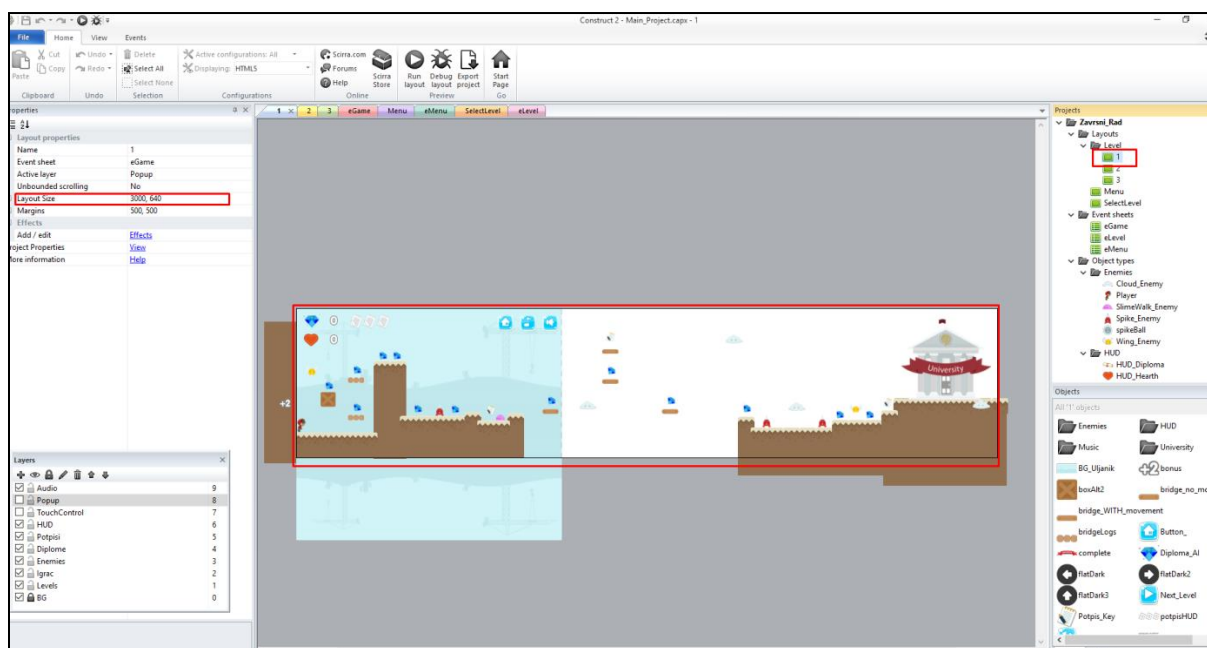 Construct 2 - Main_Project.capx - 1
File Home View Events
Paste
Cut
Copy
Clipboard
Undo
Redo
Undo
Delete
Select All
Select None
Selection
Active configurations: All
Displaying: HTML5
Configurations
Scirra.com
Forums
Help
Scirra Store
Online
Run layout
Debug layout
Export project
Preview
Start Page
Go
roperties
Layout properties
Name 1
Event sheet eGame
Active layer Popup
Unbounded scrolling No
Layout Size 3000, 640
Margins 500, 500
Effects
Add / edit Effects
roject Properties View
More information Help
Layers
Audio 9
Popup 8
TouchControl 7
HUD 6
Potpisi 5
Diplome 4
Enemies 3
Igrac 2
Levels 1
BG 0
1 2 3 eGame Menu eMenu SelectLevel eLevel
0
0
+2
University
Projects
Zavrsni_Rad
Layouts
Level
1
2
3
Menu
SelectLevel
Event sheets
eGame
eLevel
eMenu
Object types
Enemies
Cloud_Enemy
Player
SlimeWalk_Enemy
Spike_Enemy
spikeBall
Wing_Enemy
HUD
HUD_Diploma
HUD_Hearth
Objects
All "1" objects
Enemies HUD
Music University
BG_Uljanik bonus
boxAlt2 bridge_no_mo
bridge_WITH_movement
bridgeLogs Button_
complete Diploma_Al
flatDark flatDark2
flatDark3 Next_Level
Potpis_Key potpisHUD